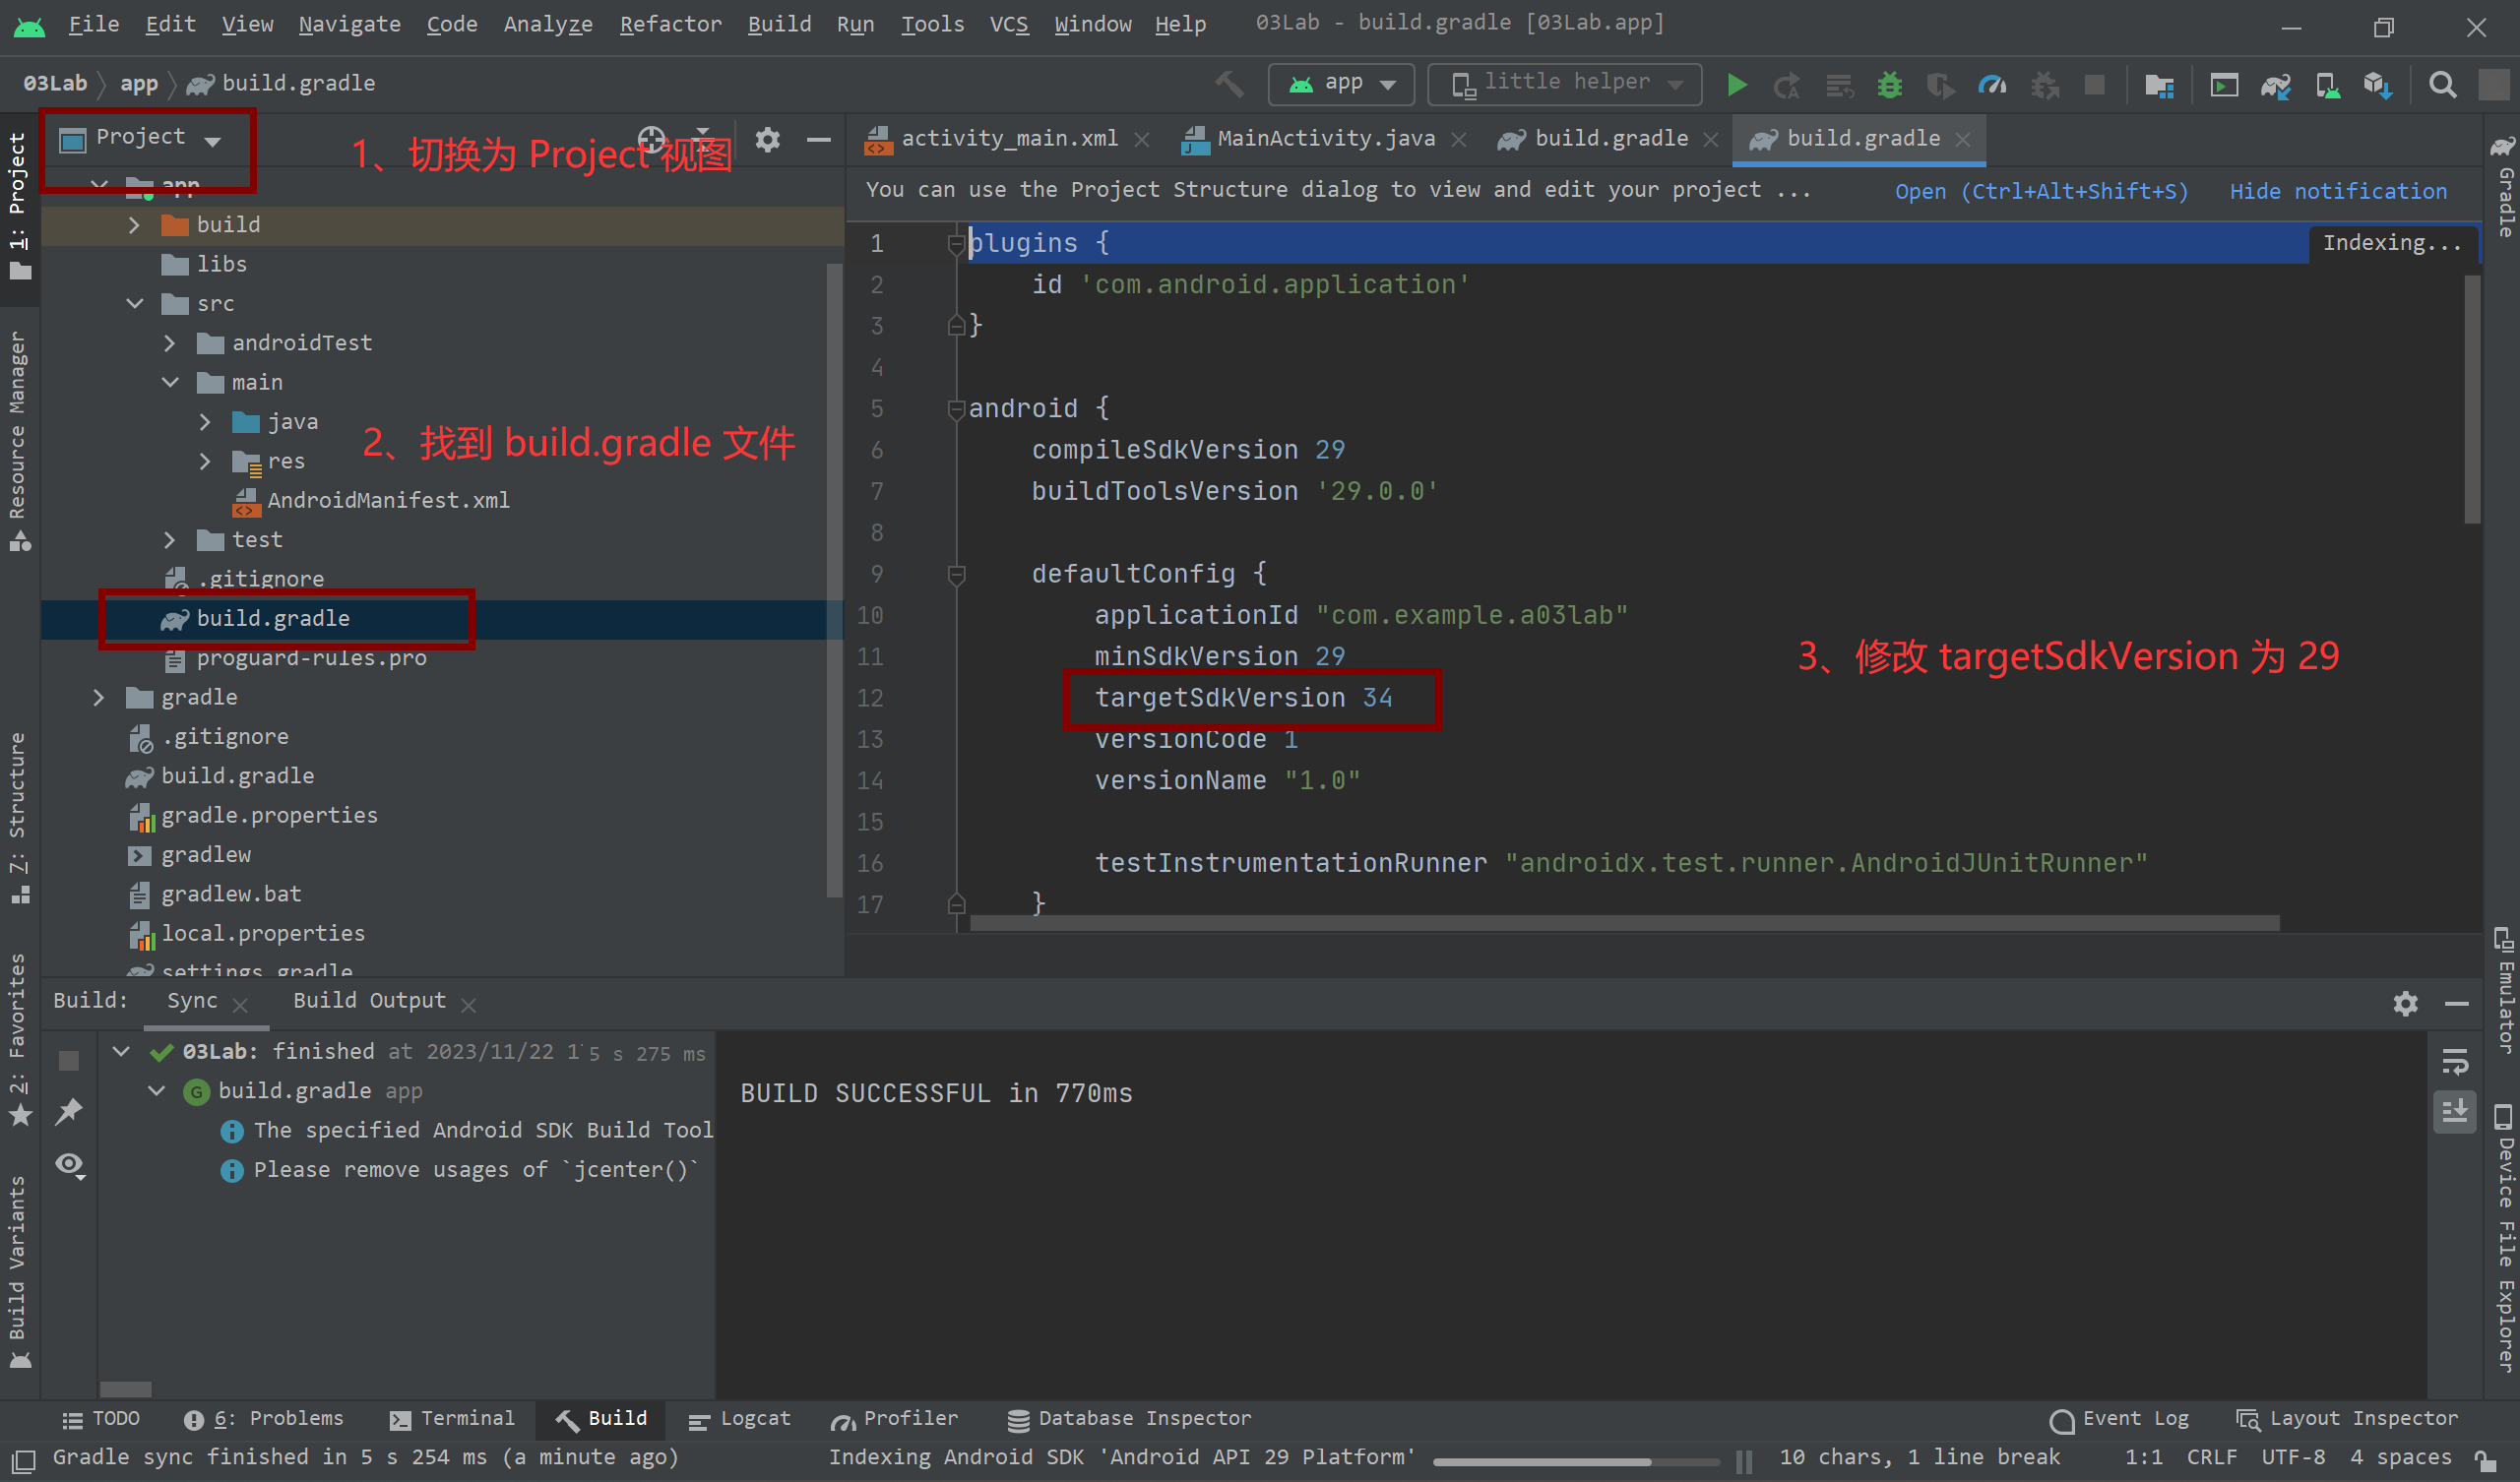 File Edit View Navigate Code Analyze Refactor Build Run Tools VCS Window Help 03Lab - build.gradle [03Lab.app]
03Lab app build.gradle app little helper
Project
1、切换为 Project 视图
app
build
libs
src
androidTest
main
java
res
AndroidManifest.xml
test
.gitignore
build.gradle
proguard-rules.pro
gradle
.gitignore
build.gradle
gradle.properties
gradlew
gradlew.bat
local.properties
settings.gradle
2、找到 build.gradle 文件
1: Project
Resource Manager
7: Structure
2: Favorites
Build Variants
activity_main.xml MainActivity.java build.gradle build.gradle
You can use the Project Structure dialog to view and edit your project ... Open (Ctrl+Alt+Shift+S) Hide notification
Indexing...
1 plugins {
2 id 'com.android.application'
3 }
4
5 android {
6 compileSdkVersion 29
7 buildToolsVersion '29.0.0'
8
9 defaultConfig {
10 applicationId "com.example.a03lab"
11 minSdkVersion 29
12 targetSdkVersion 34
13 versionCode 1
14 versionName "1.0"
15
16 testInstrumentationRunner "androidx.test.runner.AndroidJUnitRunner"
17 }
3、修改 targetSdkVersion 为 29
Gradle
Emulator
Device File Explorer
Build: Sync Build Output
03Lab: finished at 2023/11/22 1 5 s 275 ms
build.gradle app
The specified Android SDK Build Tool
Please remove usages of `jcenter()`
BUILD SUCCESSFUL in 770ms
TODO 6: Problems Terminal Build Logcat Profiler Database Inspector Event Log Layout Inspector
Gradle sync finished in 5 s 254 ms (a minute ago) Indexing Android SDK 'Android API 29 Platform' 10 chars, 1 line break 1:1 CRLF UTF-8 4 spaces